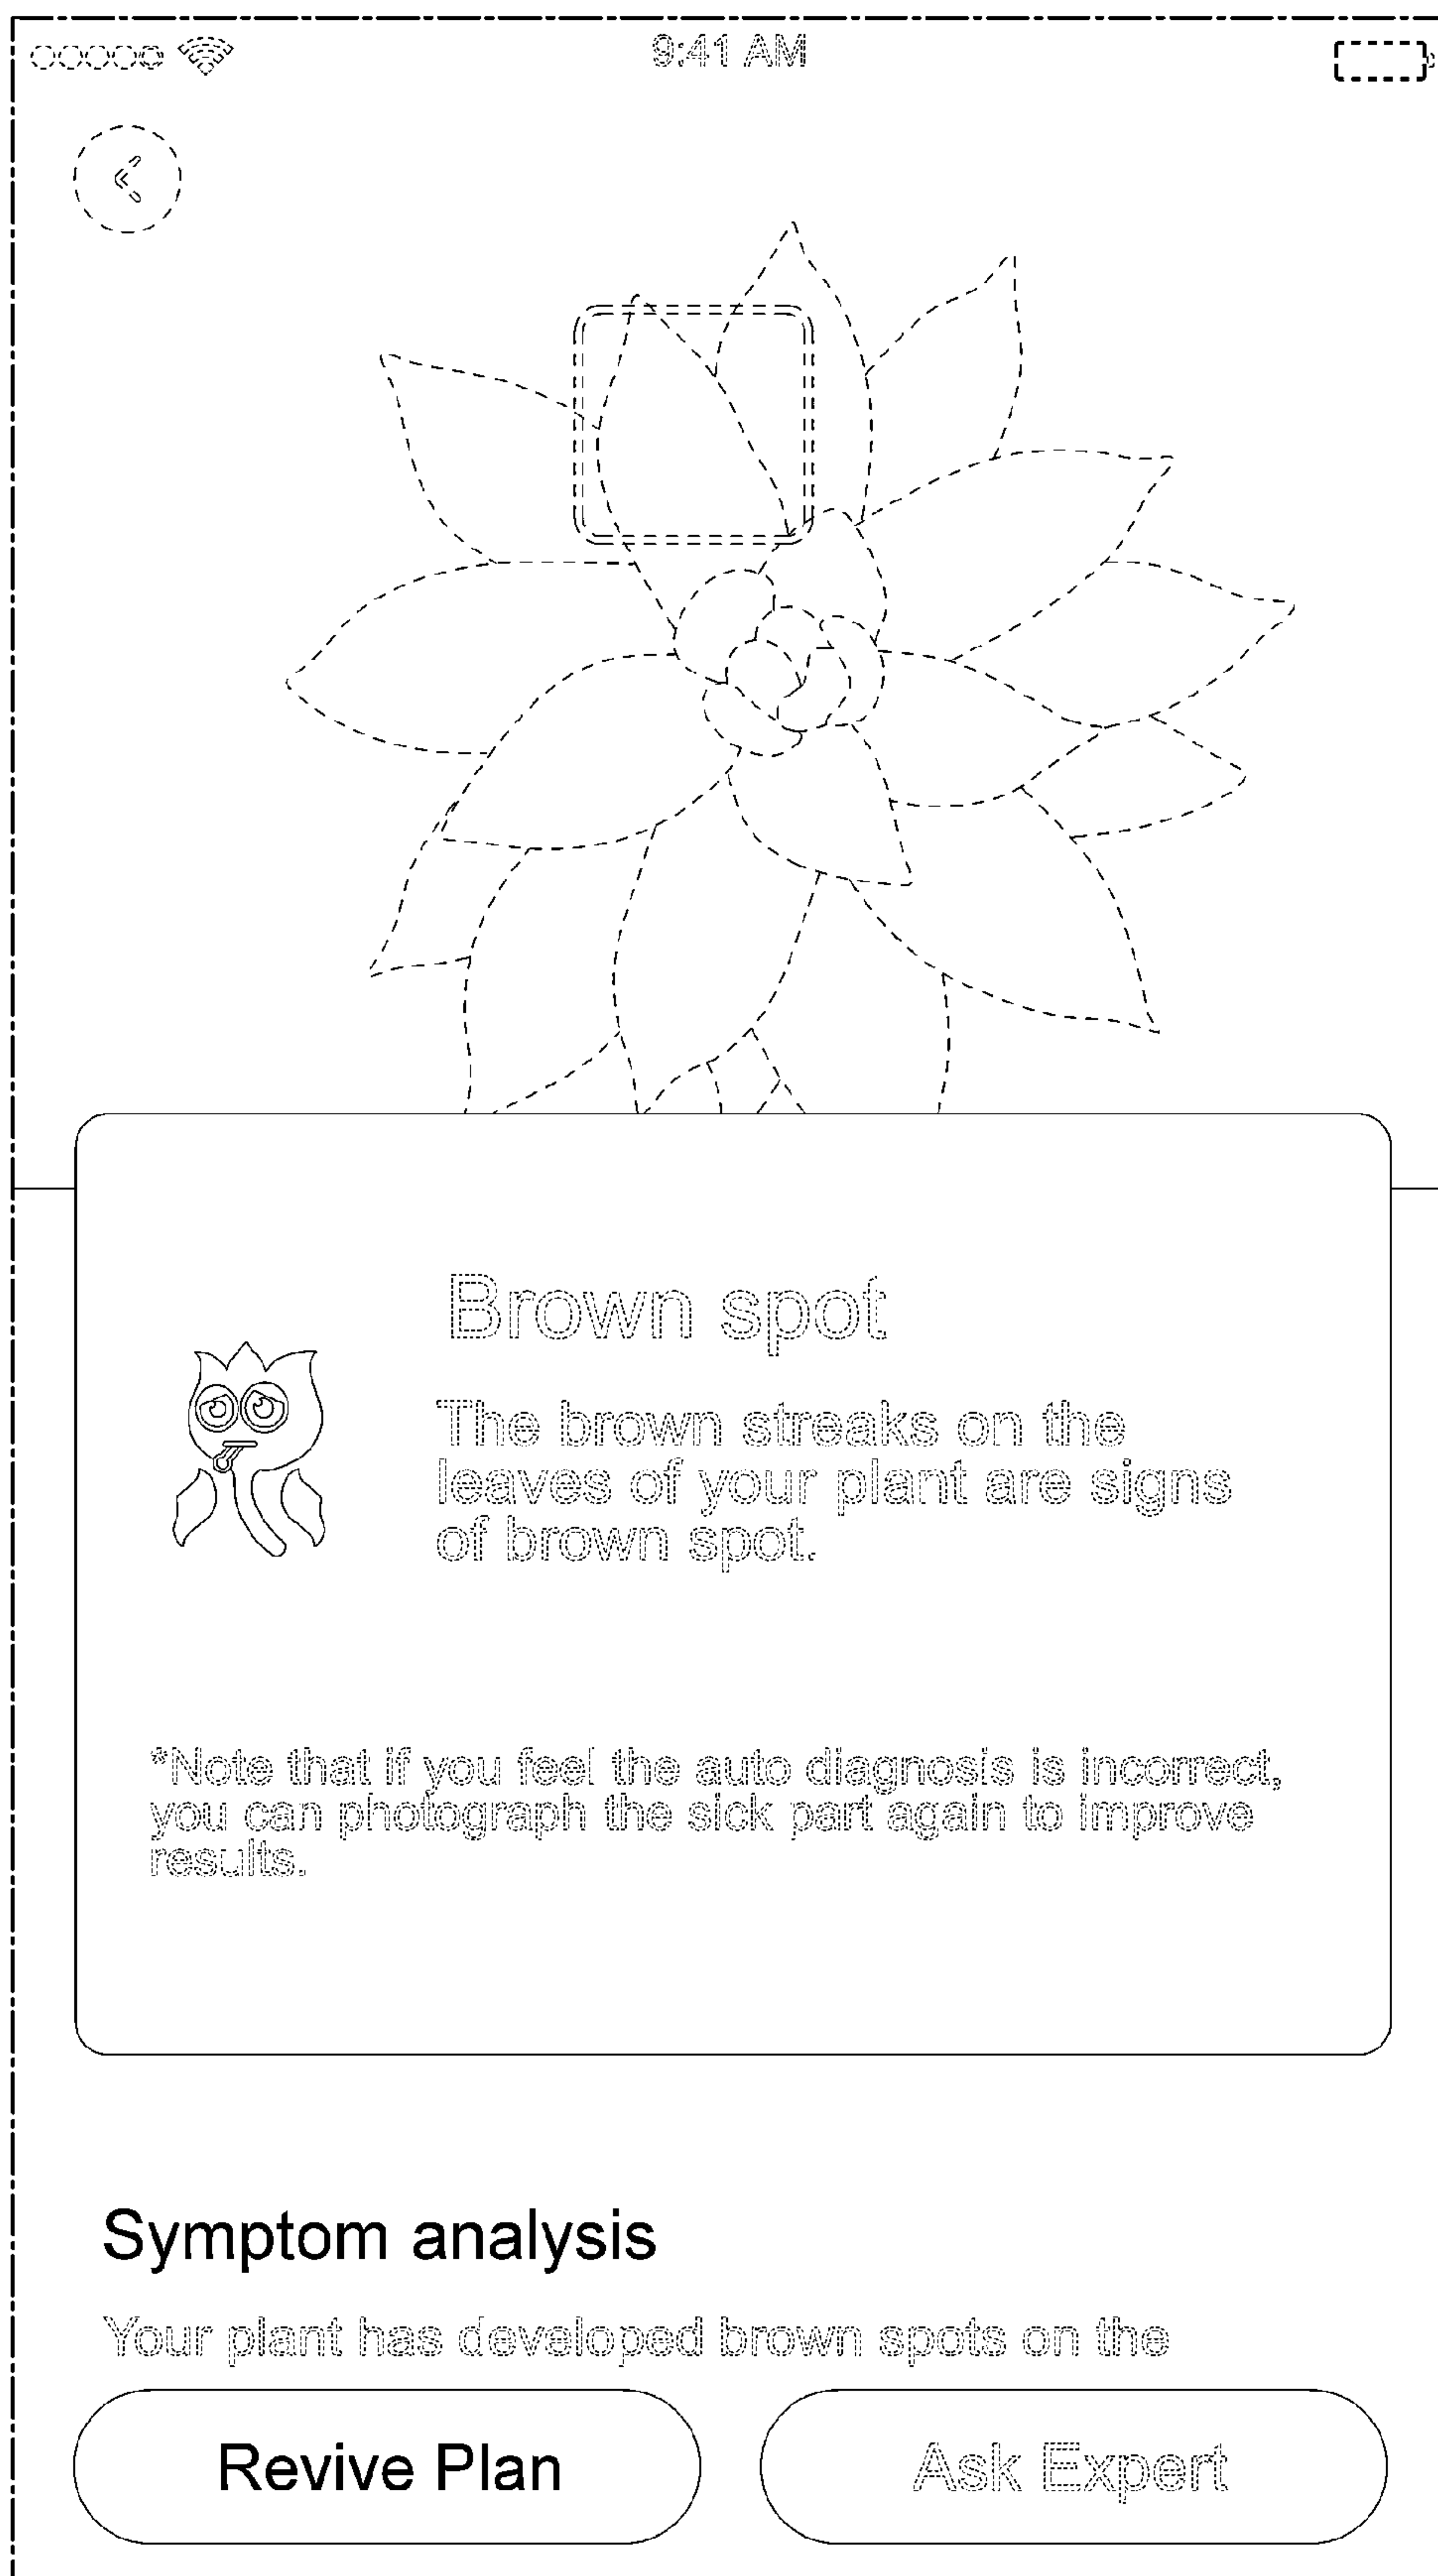 9:41 AM
Brown spot
The brown streaks on the
leaves of your plant are signs
of brown spot.
*Note that if you feel the auto diagnosis is incorrect,
you can photograph the sick part again to improve
results.
Symptom analysis
Your plant has developed brown spots on the
Revive Plan
Ask Expert